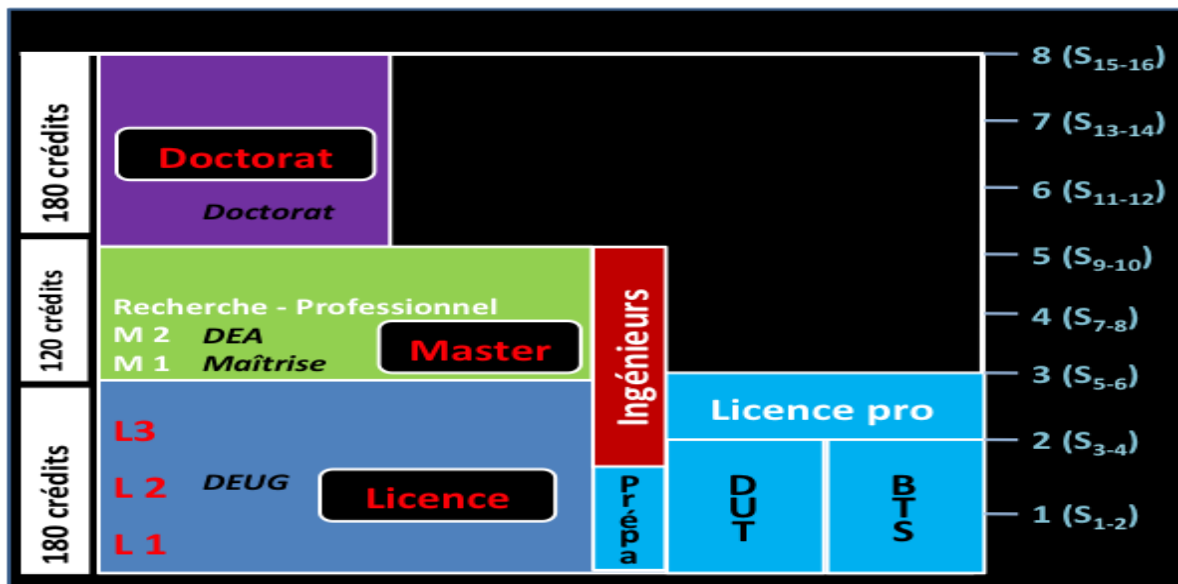 180 crédits
120 crédits
180 crédits
Doctorat
Doctorat
Recherche - Professionnel
M 2 DEA
M 1 Maîtrise
Master
L3
L 2 DEUG
L 1
Licence
Ingénieurs
Prépa
Licence pro
DUT
BTS
8 (S15-16)
7 (S13-14)
6 (S11-12)
5 (S9-10)
4 (S7-8)
3 (S5-6)
2 (S3-4)
1 (S1-2)